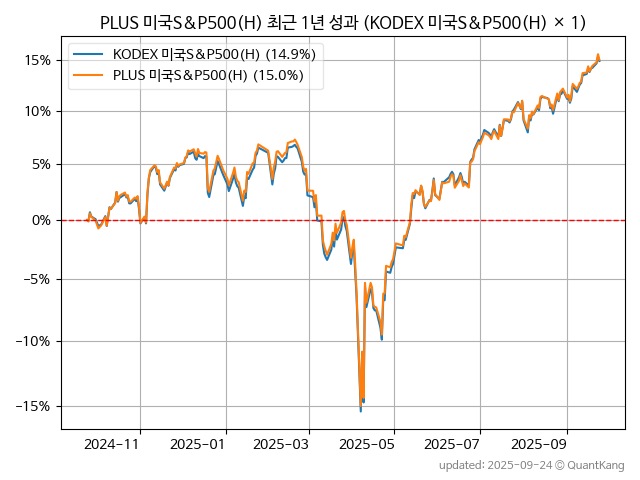 PLUS 미국S&P500(H) 최근 1년 성과 (KODEX 미국S&P500(H) × 1)
KODEX 미국S&P500(H) (14.9%)
PLUS 미국S&P500(H) (15.0%)
15%
10%
5%
0%
−5%
−10%
−15%
2024-11 2025-01 2025-03 2025-05 2025-07 2025-09
updated: 2025-09-24 © QuantKang